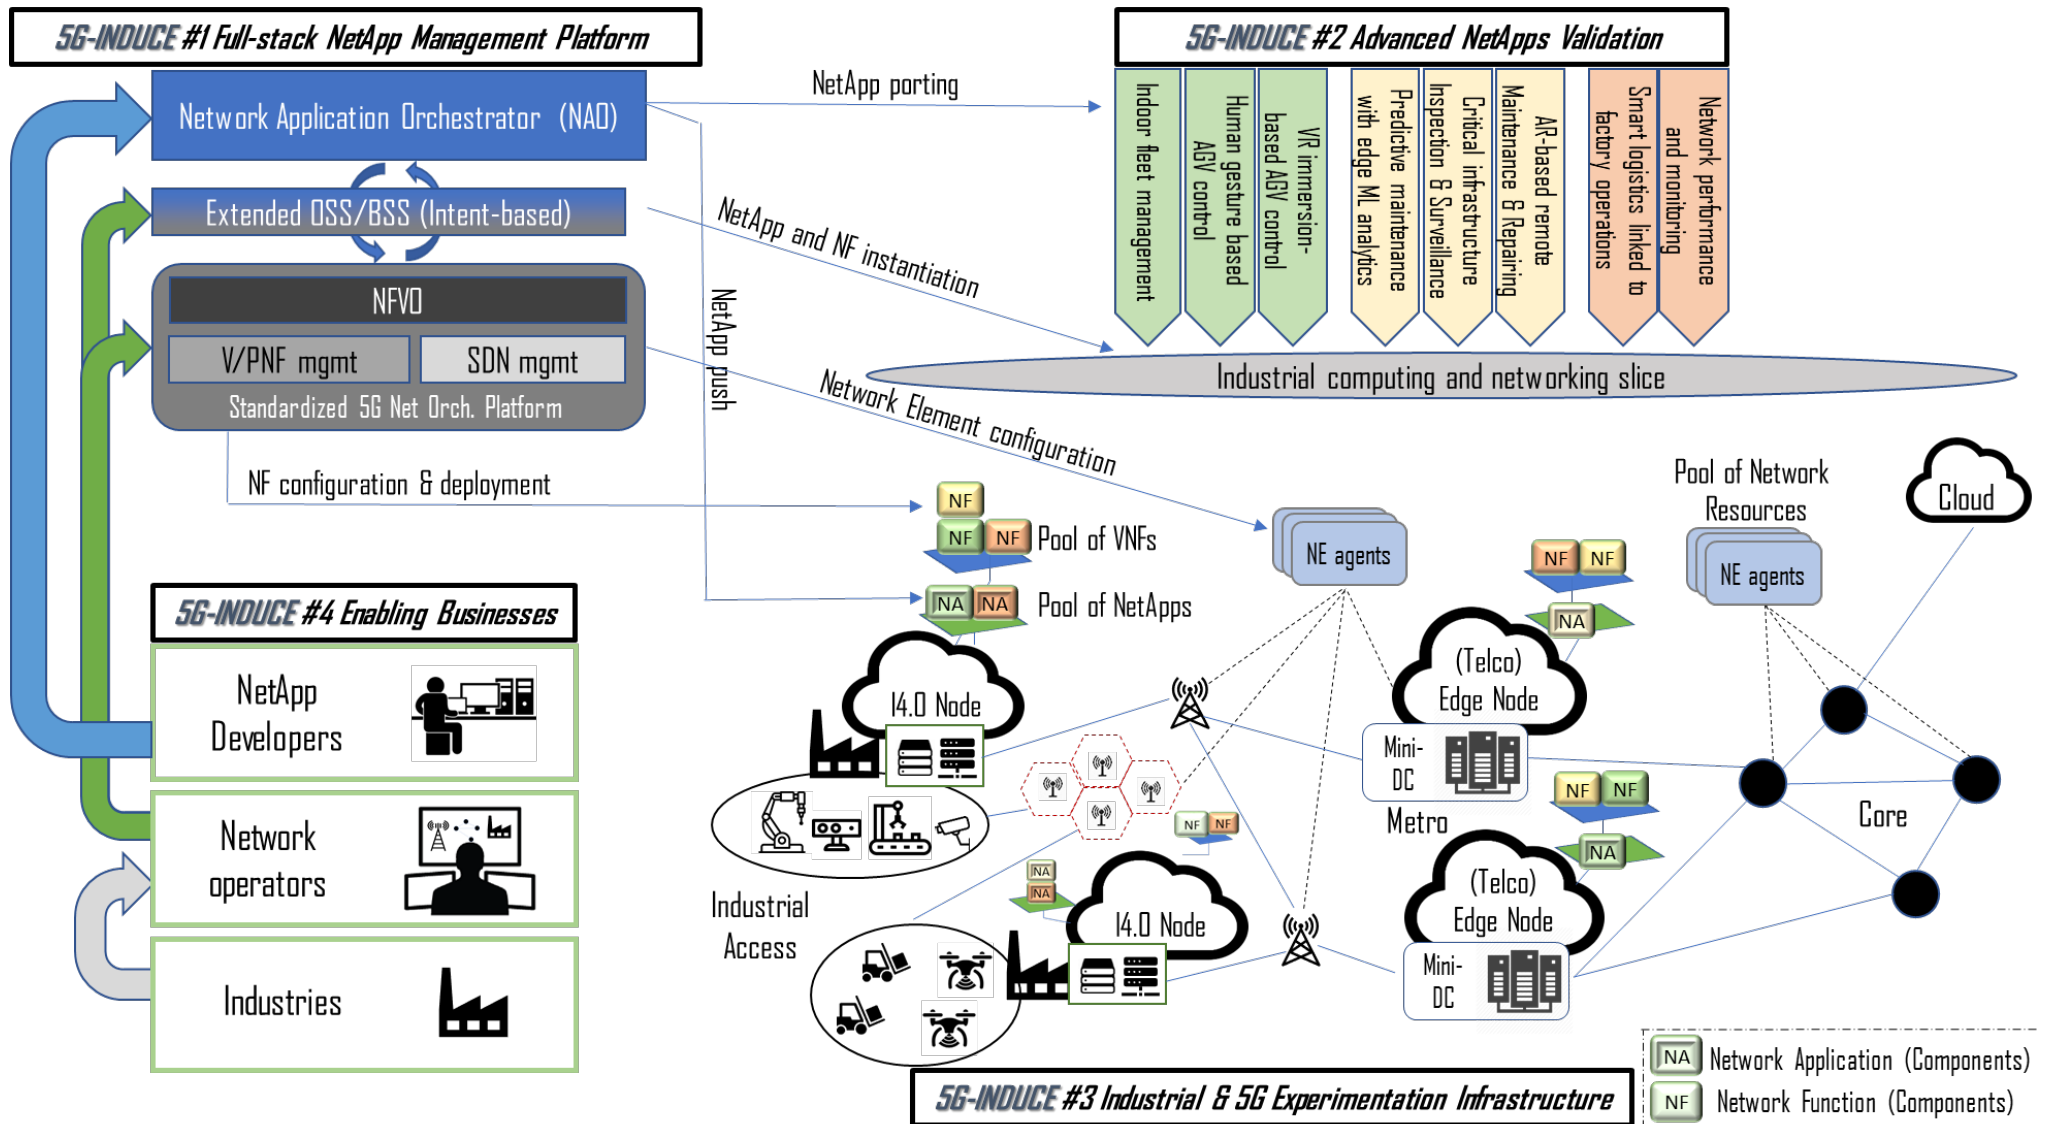 5G-INDUCE #1 Full-stack NetApp Management Platform
Network Application Orchestrator (NAO)
Extended OSS/BSS (Intent-based)
NFVO
V/PNF mgmt
SDN mgmt
Standardized 5G Net Orch. Platform
NetApp porting
NetApp and NF instantiation
NetApp push
Network Element configuration
NF configuration & deployment
5G-INDUCE #2 Advanced NetApps Validation
Indoor fleet management
Human gesture based
AGV control
VR immersion-
based AGV control
Predictive maintenance
with edge ML analytics
Critical infrastructure
Inspection & Surveillance
AR-based remote
Maintenance & Repairing
Smart logistics linked to
factory operations
Network performance
and monitoring
Industrial computing and networking slice
5G-INDUCE #4 Enabling Businesses
NetApp
Developers
Network
operators
Industries
NF
NF
NF
Pool of VNFs
NA
NA
Pool of NetApps
NE agents
Pool of Network
Resources
NE agents
Cloud
NF
NF
NA
I4.0 Node
(Telco)
Edge Node
Mini-
DC
Metro
NF
NF
NA
Core
NF
NF
NA
NA
Industrial
Access
I4.0 Node
(Telco)
Edge Node
Mini-
DC
5G-INDUCE #3 Industrial & 5G Experimentation Infrastructure
NA
Network Application (Components)
NF
Network Function (Components)